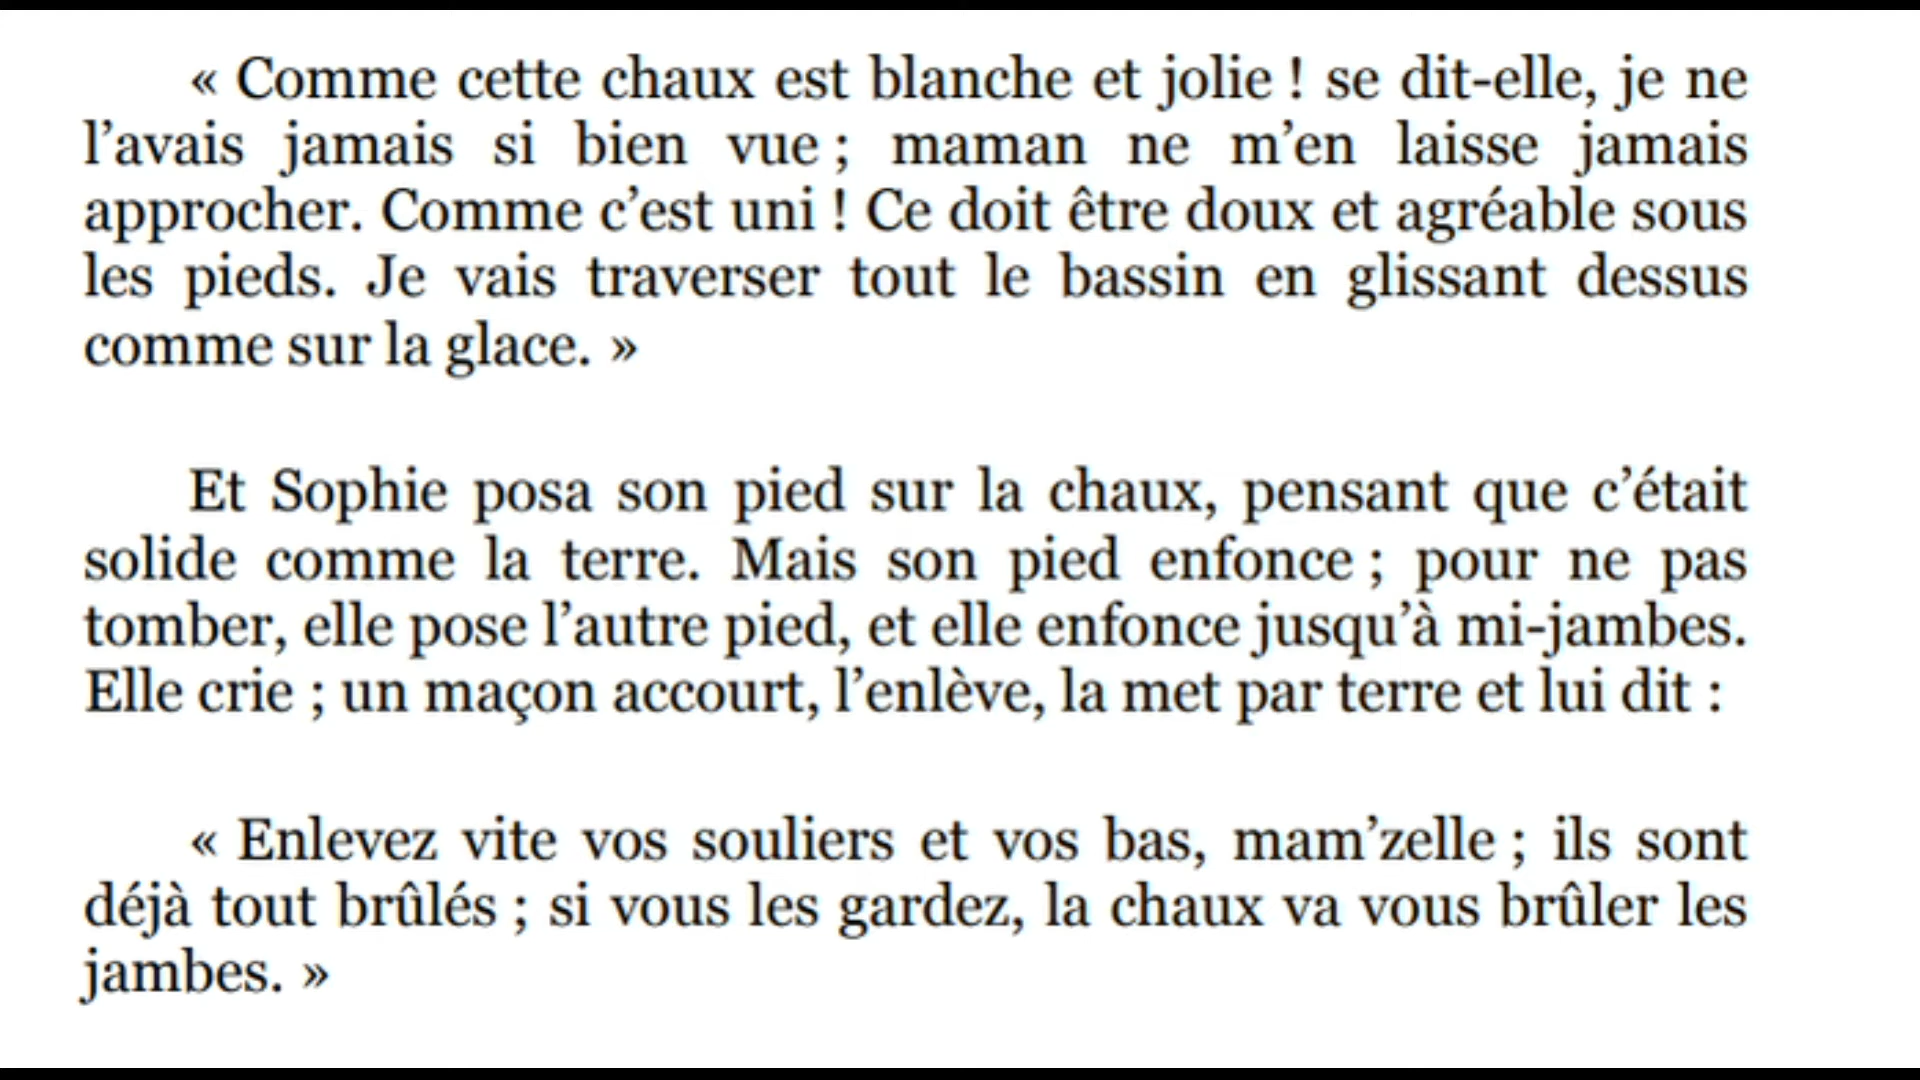 « Comme cette chaux est blanche et jolie ! se dit-elle, je ne
l’avais jamais si bien vue ; maman ne m’en laisse jamais
approcher. Comme c’est uni ! Ce doit être doux et agréable sous
les pieds. Je vais traverser tout le bassin en glissant dessus
comme sur la glace. »
Et Sophie posa son pied sur la chaux, pensant que c’était
solide comme la terre. Mais son pied enfonce ; pour ne pas
tomber, elle pose l’autre pied, et elle enfonce jusqu’à mi-jambes.
Elle crie ; un maçon accourt, l’enlève, la met par terre et lui dit :
« Enlevez vite vos souliers et vos bas, mam’zelle ; ils sont
déjà tout brûlés ; si vous les gardez, la chaux va vous brûler les
jambes. »